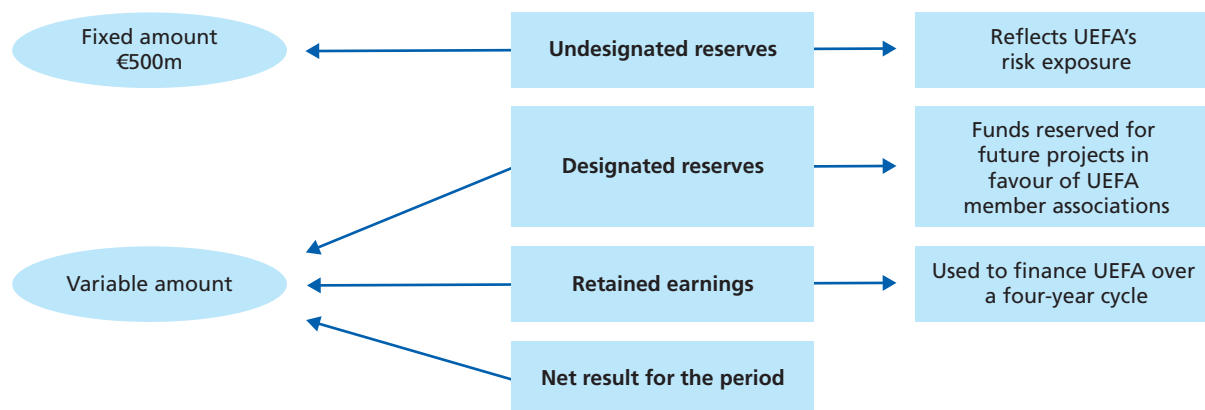 Fixed amount
€500m
Undesignated reserves
Reflects UEFA's
risk exposure
Designated reserves
Funds reserved for
future projects in
favour of UEFA
member associations
Variable amount
Retained earnings
Used to finance UEFA over
a four-year cycle
Net result for the period